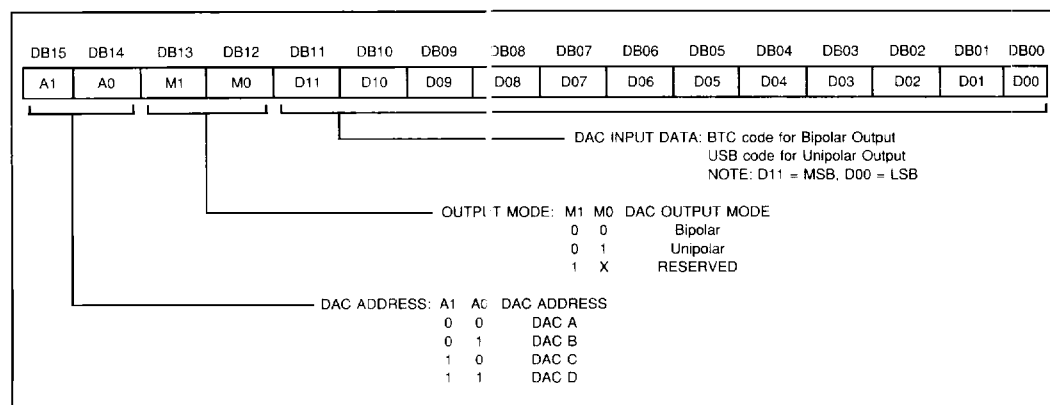 DB15 DB14 DB13 DB12 DB11 DB10 DB09 DB08 DB07 DB06 DB05 DB04 DB03 DB02 DB01 DB00
A1 A0 M1 M0 D11 D10 D09 D08 D07 D06 D05 D04 D03 D02 D01 D00
DAC INPUT DATA: BTC code for Bipolar Output
USB code for Unipolar Output
NOTE: D11 = MSB, D00 = LSB
OUTPUT MODE: M1 M0 DAC OUTPUT MODE
0 0 Bipolar
0 1 Unipolar
1 X RESERVED
DAC ADDRESS: A1 A0 DAC ADDRESS
0 0 DAC A
0 1 DAC B
1 0 DAC C
1 1 DAC D